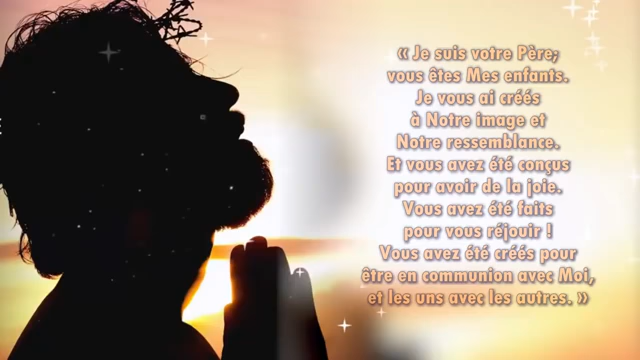 « Je suis votre Père;
vous êtes Mes enfants.
Je vous ai créés
à Notre image et
Notre ressemblance.
Et vous avez été conçus
pour avoir de la joie.
Vous avez été faits
pour vous réjouir !
Vous avez été créés pour
être en communion avec Moi,
et les uns avec les autres. »